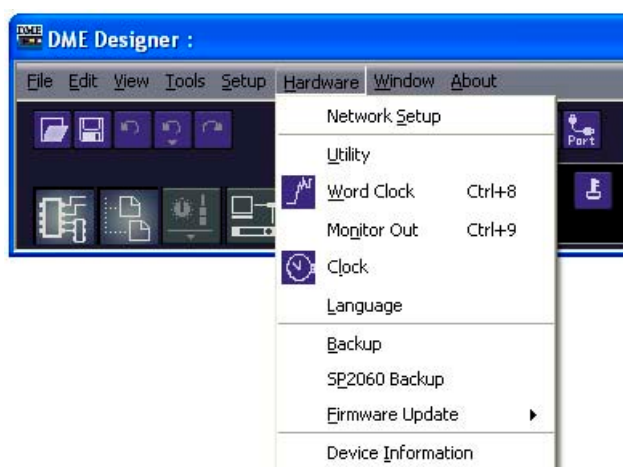 DME
DME Designer :
File Edit View Tools Setup Hardware Window About
Network Setup
Port
Utility
Word Clock Ctrl+8
Monitor Out Ctrl+9
Clock
Language
Backup
SP2060 Backup
Firmware Update
Device Information